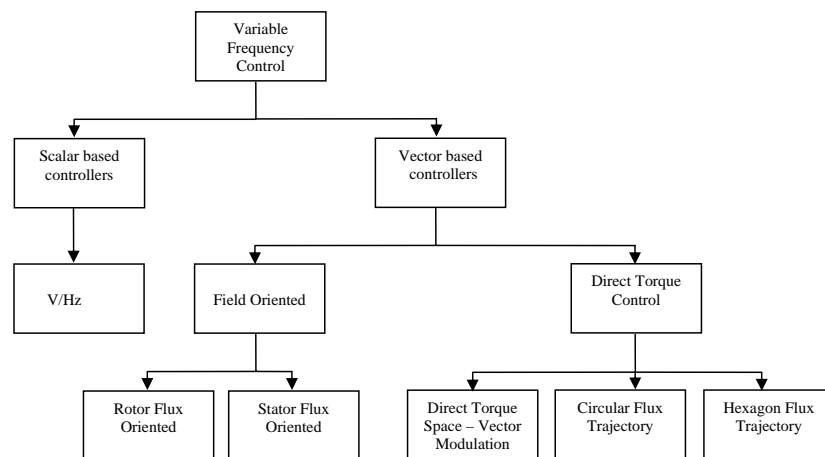 Variable
Frequency
Control
Scalar based
controllers
Vector based
controllers
V/Hz
Field Oriented
Direct Torque
Control
Rotor Flux
Oriented
Stator Flux
Oriented
Direct Torque
Space – Vector
Modulation
Circular Flux
Trajectory
Hexagon Flux
Trajectory